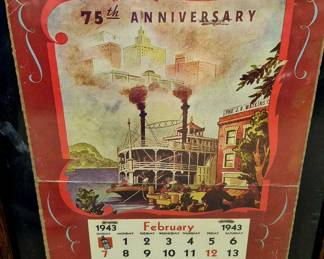 75th ANNIVERSARY
THE J. R. WATKINS CO
1943 February 1943
SUNDAY MONDAY TUESDAY WEDNESDAY THURSDAY FRIDAY SATURDAY
1 2 3 4 5 6
7 8 9 10 11 12 13